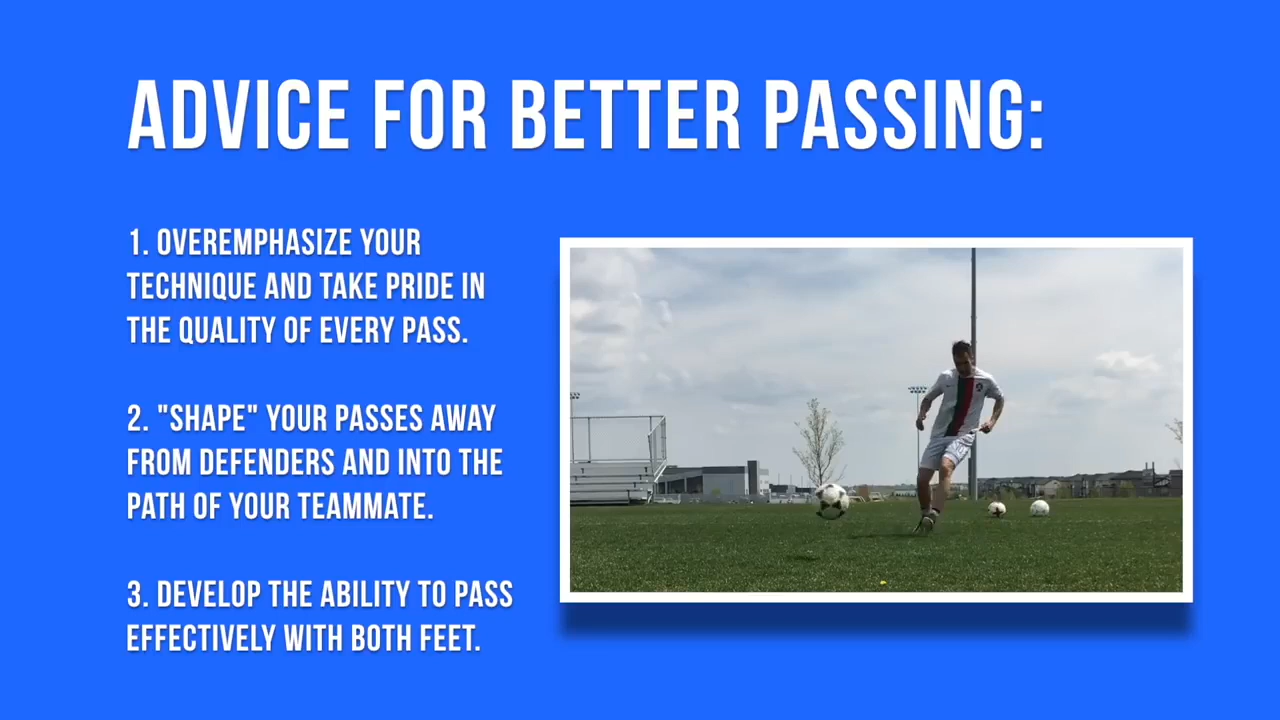 ADVICE FOR BETTER PASSING:
1. OVEREMPHASIZE YOUR
TECHNIQUE AND TAKE PRIDE IN
THE QUALITY OF EVERY PASS.
2. "SHAPE" YOUR PASSES AWAY
FROM DEFENDERS AND INTO THE
PATH OF YOUR TEAMMATE.
3. DEVELOP THE ABILITY TO PASS
EFFECTIVELY WITH BOTH FEET.